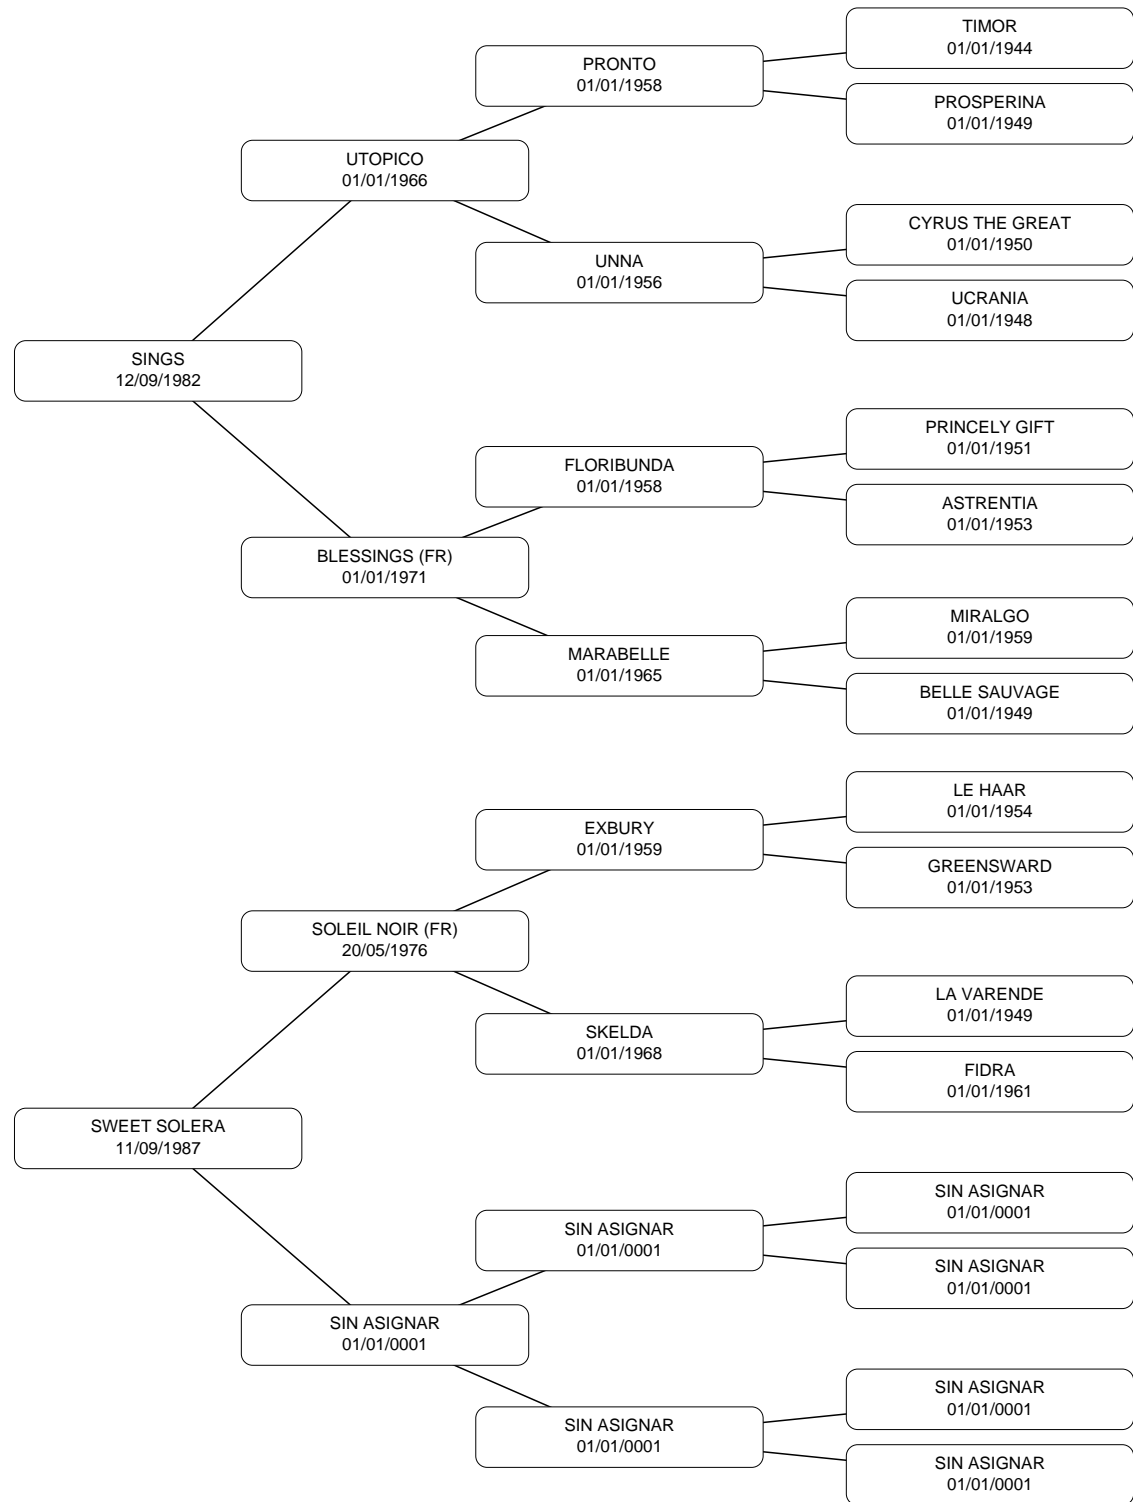 TIMOR
01/01/1944
PRONTO
01/01/1958
PROSPERINA
01/01/1949
UTOPICO
01/01/1966
CYRUS THE GREAT
01/01/1950
UNNA
01/01/1956
UCRANIA
01/01/1948
SINGS
12/09/1982
PRINCELY GIFT
01/01/1951
FLORIBUNDA
01/01/1958
ASTRENTIA
01/01/1953
BLESSINGS (FR)
01/01/1971
MIRALGO
01/01/1959
MARABELLE
01/01/1965
BELLE SAUVAGE
01/01/1949
LE HAAR
01/01/1954
EXBURY
01/01/1959
GREENSWARD
01/01/1953
SOLEIL NOIR (FR)
20/05/1976
LA VARENDE
01/01/1949
SKELDA
01/01/1968
FIDRA
01/01/1961
SWEET SOLERA
11/09/1987
SIN ASIGNAR
01/01/0001
SIN ASIGNAR
01/01/0001
SIN ASIGNAR
01/01/0001
SIN ASIGNAR
01/01/0001
SIN ASIGNAR
01/01/0001
SIN ASIGNAR
01/01/0001
SIN ASIGNAR
01/01/0001